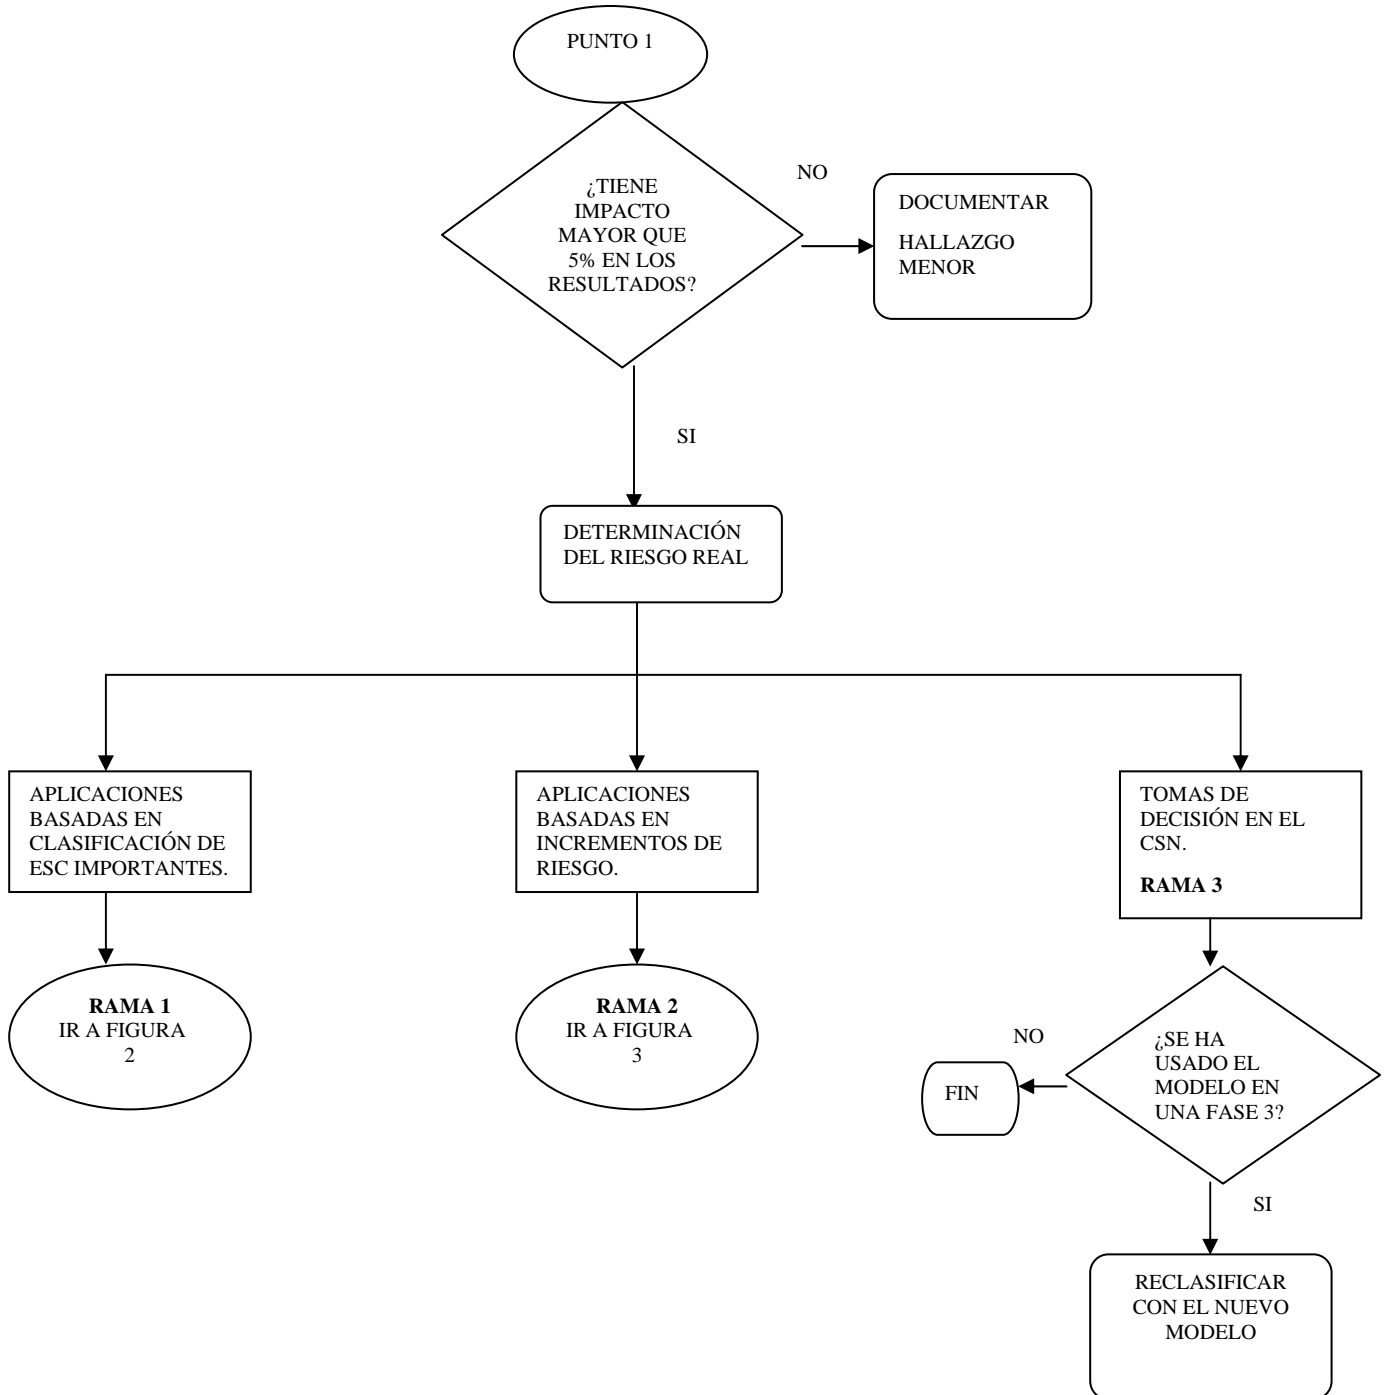 PUNTO 1
¿TIENE
IMPACTO
MAYOR QUE
5% EN LOS
RESULTADOS?
NO
DOCUMENTAR
HALLAZGO
MENOR
SI
DETERMINACIÓN
DEL RIESGO REAL
APLICACIONES
BASADAS EN
CLASIFICACIÓN DE
ESC IMPORTANTES.
APLICACIONES
BASADAS EN
INCREMENTOS DE
RIESGO.
TOMAS DE
DECISIÓN EN EL
CSN.
RAMA 3
RAMA 1
IR A FIGURA
2
RAMA 2
IR A FIGURA
3
NO
FIN
¿SE HA
USADO EL
MODELO EN
UNA FASE 3?
SI
RECLASIFICAR
CON EL NUEVO
MODELO